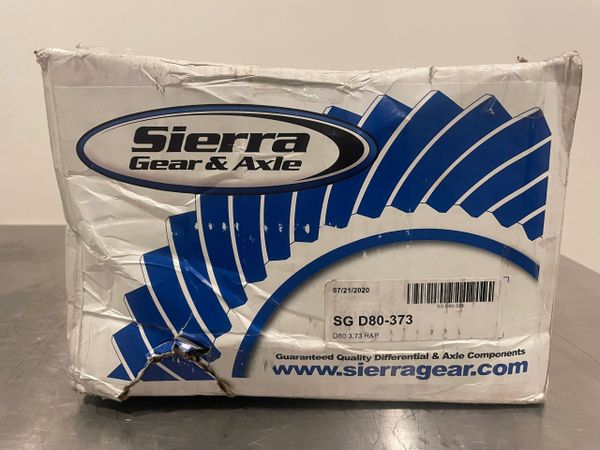 Sierra
Gear & Axle
07/21/2020
SG D80-373
D80 3.73 R&P
Guaranteed Quality Differential & Axle Components
www.sierragear.com